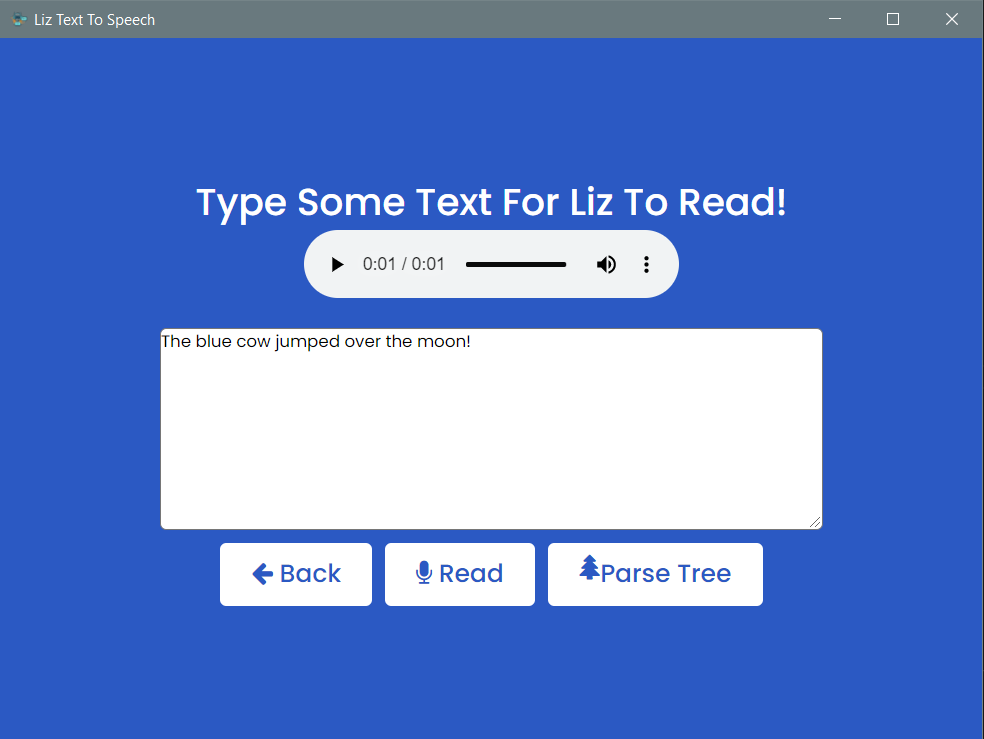 Liz Text To Speech
Type Some Text For Liz To Read!
0:01 / 0:01
The blue cow jumped over the moon!
Back Read Parse Tree